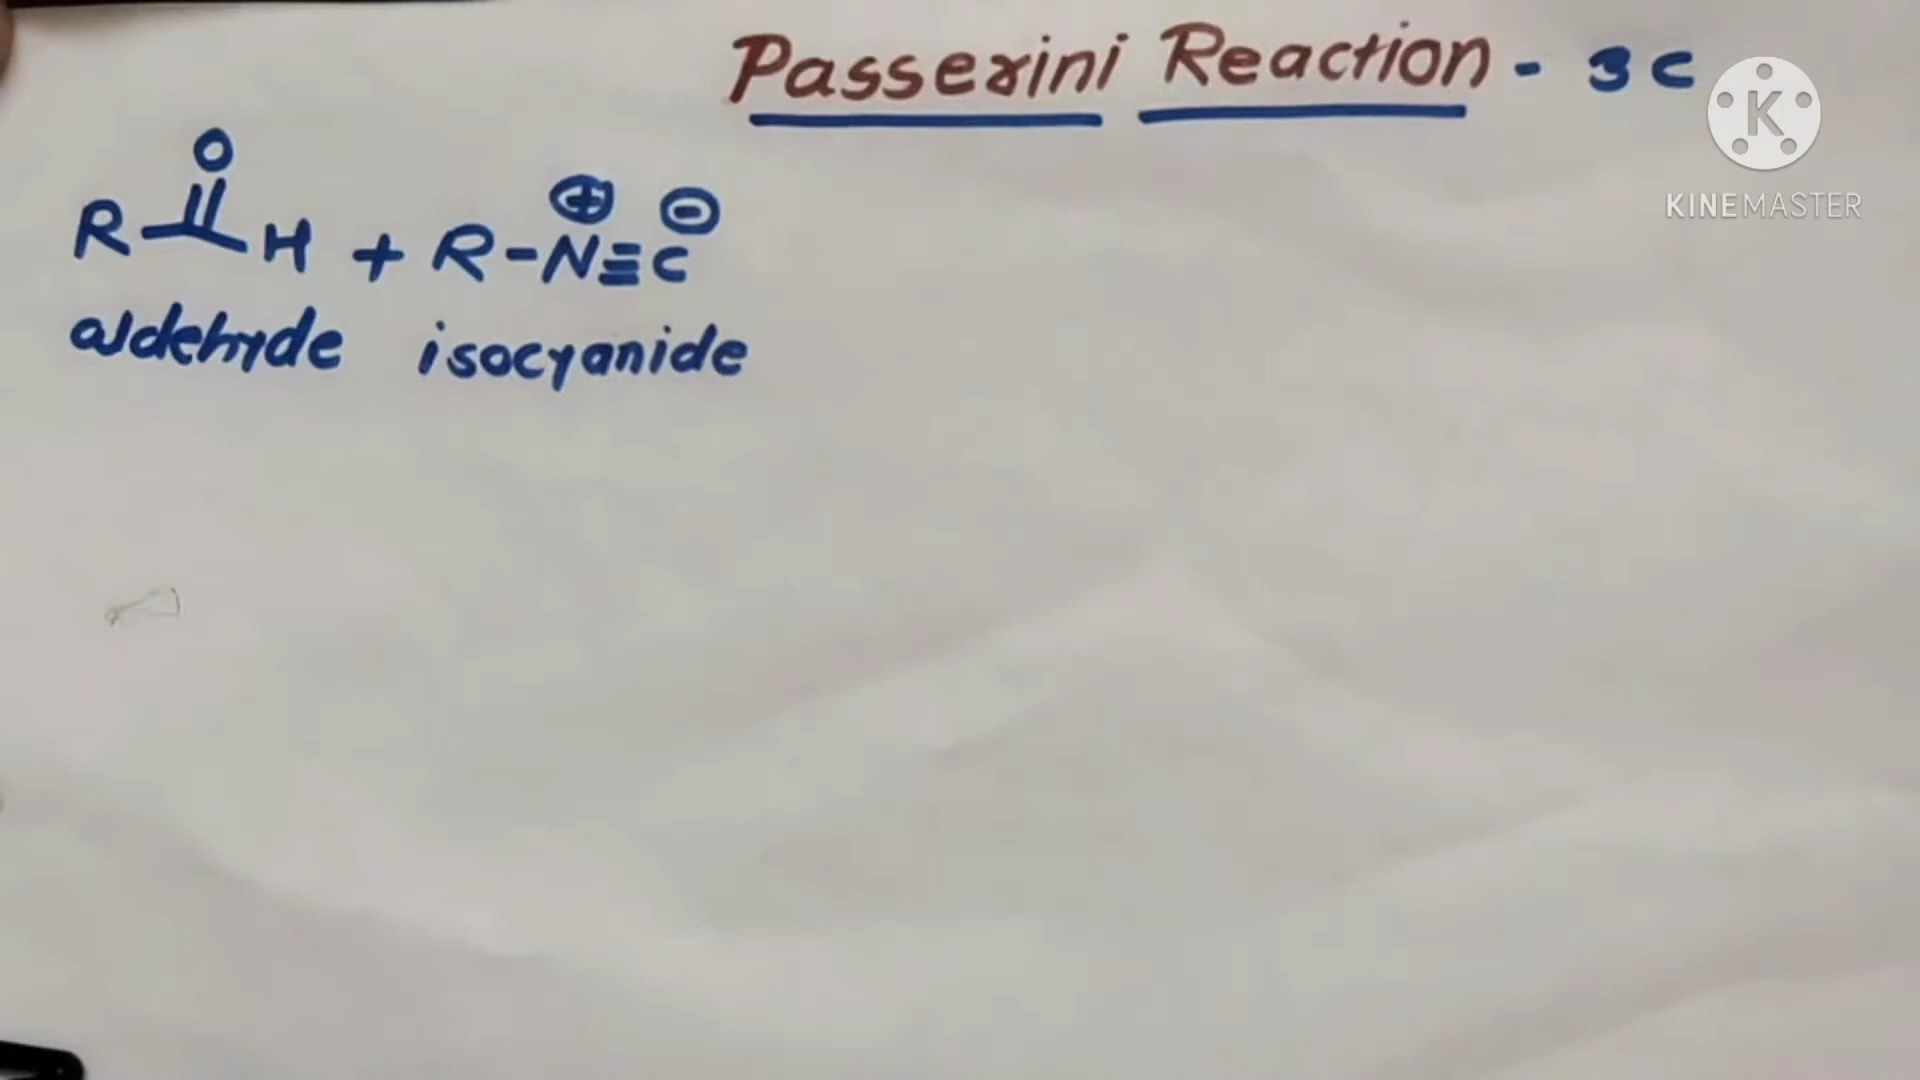 Passerini Reaction - 3C
K
KINEMASTER
O
R H + R-N≡C
⊕ ⊖
aldehyde isocyanide